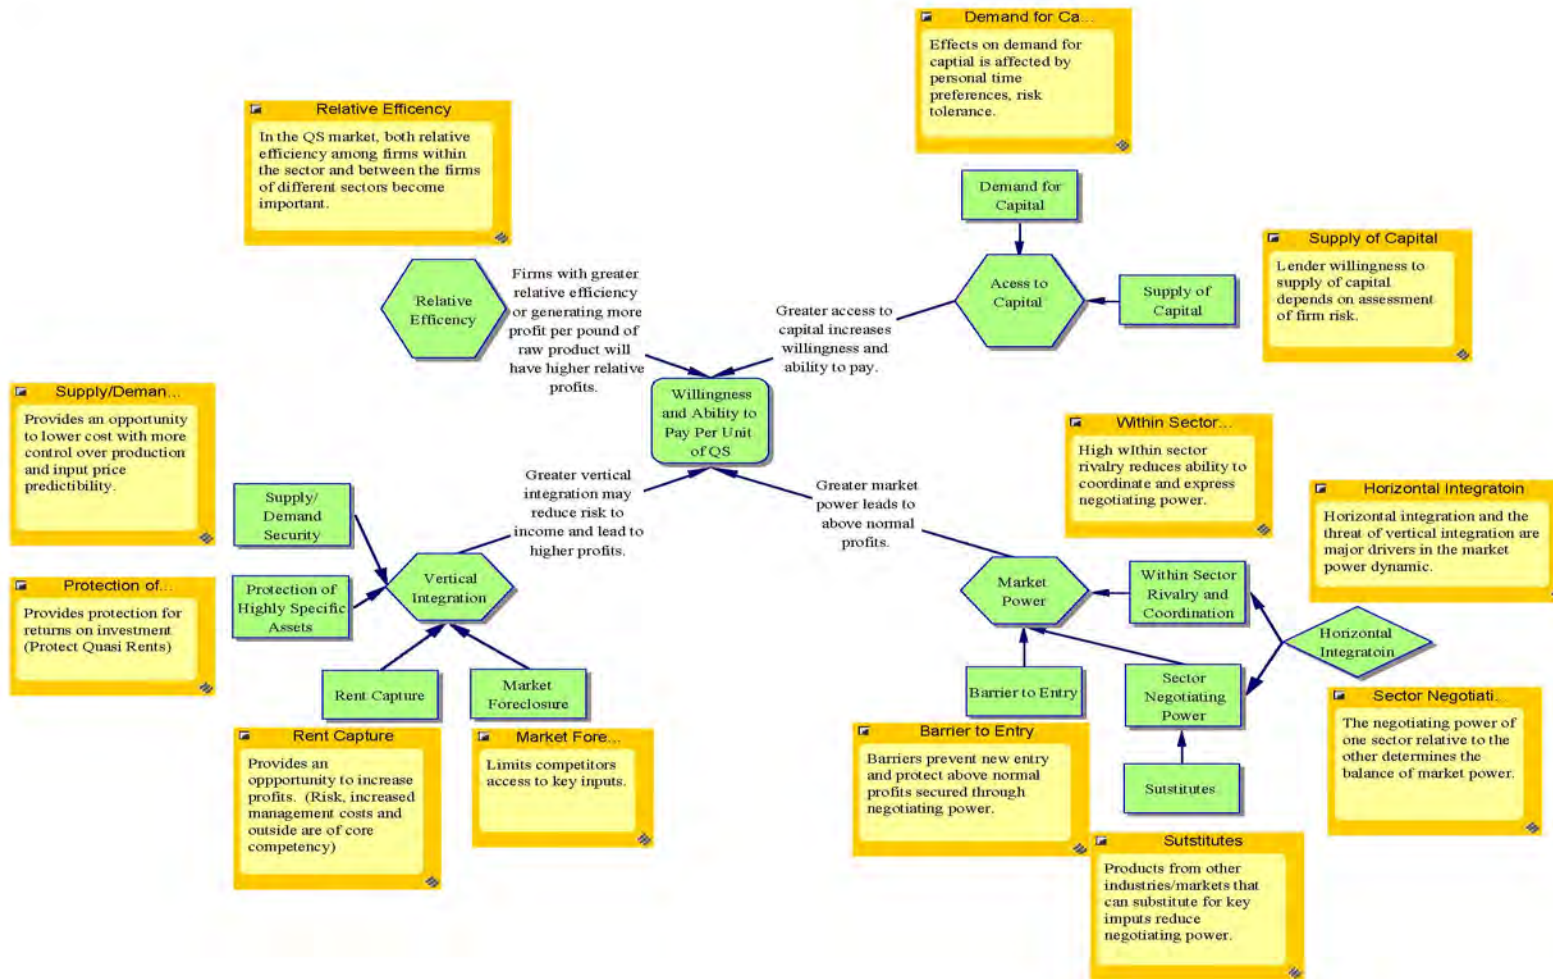 Demand for Ca...
Effects on demand for
captial is affected by
personal time
preferences, risk
tolerance.
Relative Efficency
In the QS market, both relative
efficiency among firms within
the sector and between the firms
of different sectors become
important.
Demand for
Capital
Supply of Capital
Lender willingness to
supply of capital
depends on assessment
of firm risk.
Relative
Efficency
Firms with greater
relative efficiency
or generating more
profit per pound of
raw product will
have higher relative
profits.
Greater access to
capital increases
willingness and
ability to pay.
Acess to
Capital
Supply of
Capital
Willingness
and Ability to
Pay Per Unit
of QS
Supply/Deman...
Provides an opportunity
to lower cost with more
control over production
and input price
predictibility.
Within Sector...
High wIthin sector
rivalry reduces ability to
coordinate and express
negotiating power.
Supply/
Demand
Security
Greater vertical
integration may
reduce risk to
income and lead to
higher profits.
Greater market
power leads to
above normal
profits.
Horizontal Integratoin
Horizontal integration and the
threat of vertical integration are
major drivers in the market
power dynamic.
Protection of...
Provides protection for
returns on investment
(Protect Quasi Rents)
Protection of
Highly Specific
Assets
Vertical
Integration
Market
Power
Within Sector
Rivalry and
Coordination
Horizontal
Integratoin
Rent Capture
Market
Foreclosure
Barrier to Entry
Sector
Negotiating
Power
Sector Negotiati...
The negotiating power of
one sector relative to the
other determines the
balance of market power.
Rent Capture
Provides an
oppportunity to increase
profits.  (Risk, increased
management costs and
outside are of core
competency)
Market Fore...
Limits competitors
access to key inputs.
Barrier to Entry
Barriers prevent new entry
and protect above normal
profits secured through
negotiating power.
Sutstitutes
Sutstitutes
Products from other
industries/markets that
can substitute for key
imputs reduce
negotiating power.